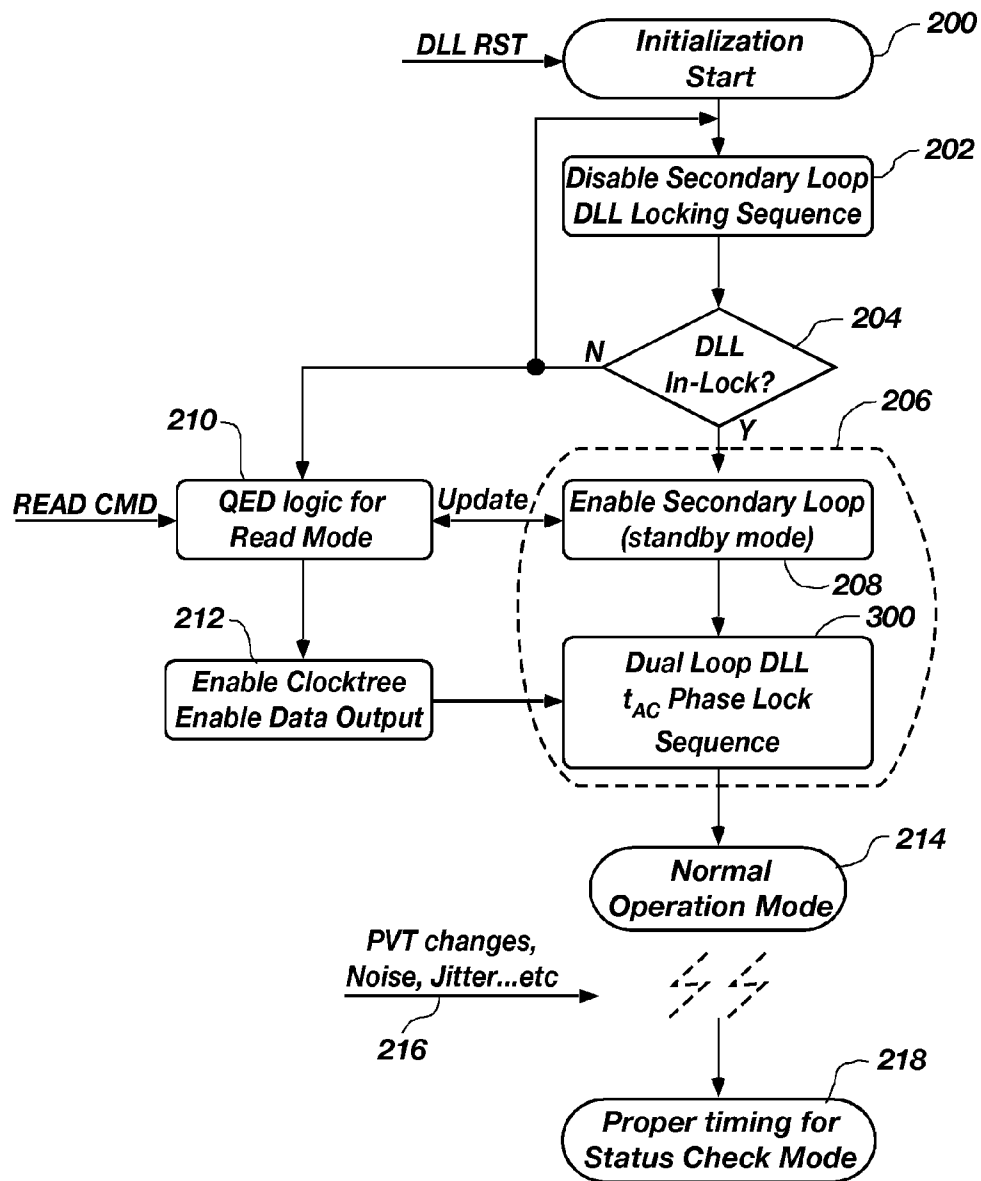 200
Initialization
Start
DLL RST
202
Disable Secondary Loop
DLL Locking Sequence
204
DLL
In-Lock?
N
Y
206
210
READ CMD
QED logic for
Read Mode
Update
Enable Secondary Loop
(standby mode)
208
212
300
Enable Clocktree
Enable Data Output
Dual Loop DLL
tAC Phase Lock
Sequence
214
Normal
Operation Mode
PVT changes,
Noise, Jitter...etc
216
218
Proper timing for
Status Check Mode